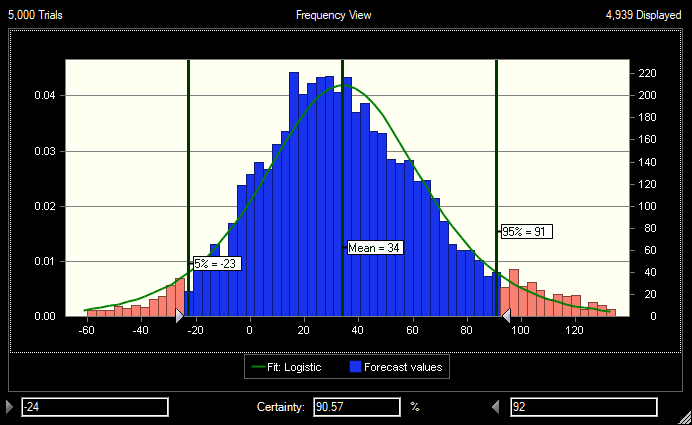 5,000 Trials Frequency View 4,939 Displayed
220
0.04 200
180
160
0.03 140
120
0.02 100
80
95% = 91
Mean = 34
60
5% = -23
0.01 40
20
0.00 0
-60 -40 -20 0 20 40 60 80 100 120
Fit: Logistic Forecast values
-24 Certainty: 90.57 % 92